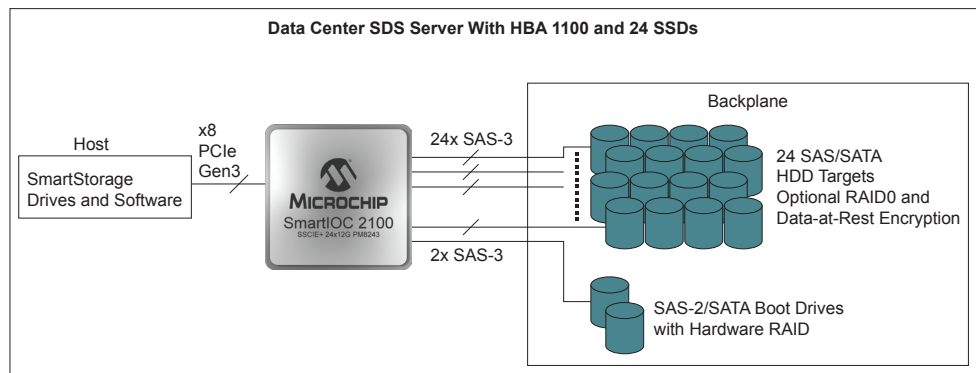 Data Center SDS Server With HBA 1100 and 24 SSDs
Host
SmartStorage
Drives and Software
x8
PCIe
Gen3
MICROCHIP
SmartIOC 2100
SSCIE+ 24x12G PM8243
24x SAS-3
2x SAS-3
Backplane
24 SAS/SATA
HDD Targets
Optional RAID0 and
Data-at-Rest Encryption
SAS-2/SATA Boot Drives
with Hardware RAID